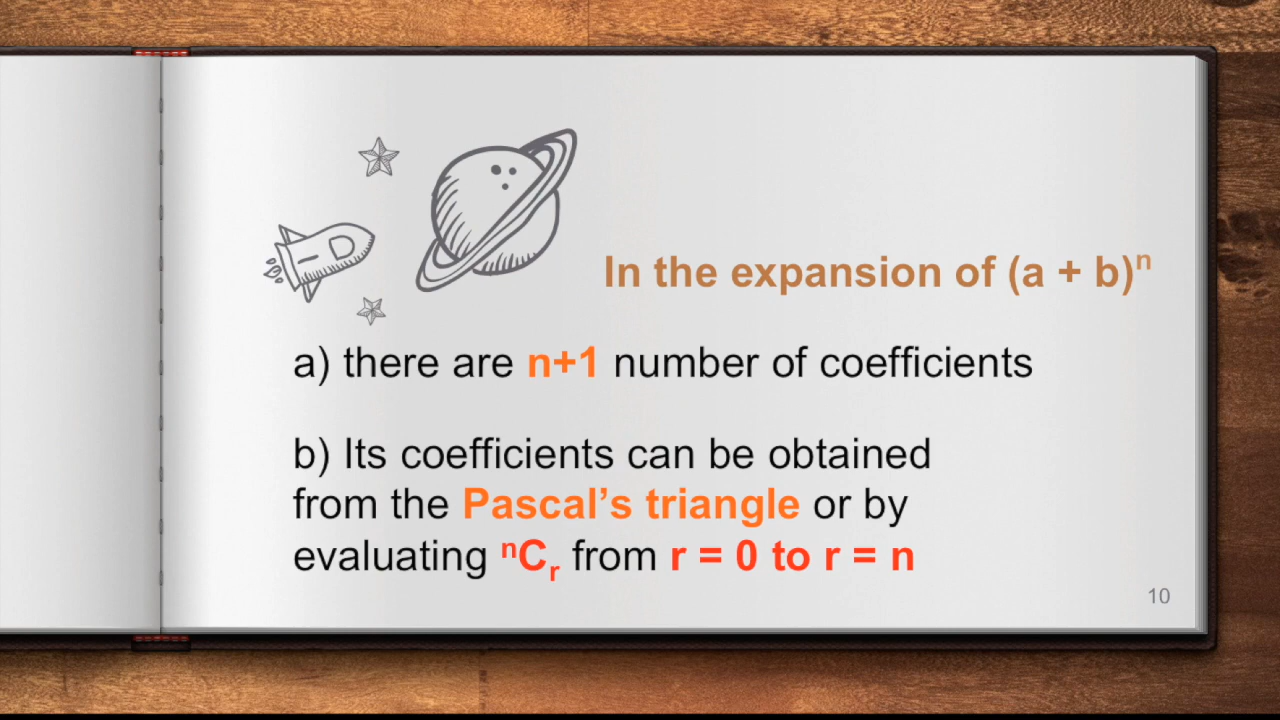 In the expansion of (a + b)ⁿ
a) there are n+1 number of coefficients
b) Its coefficients can be obtained
from the Pascal’s triangle or by
evaluating ⁿCᵣ from r = 0 to r = n
10